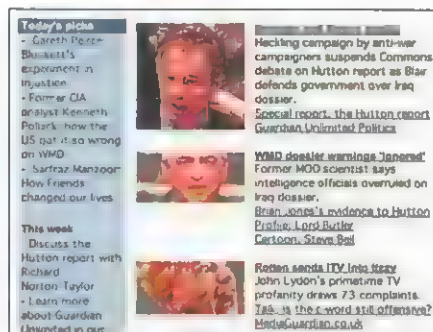 Today's picks
- Gareth Peirce
Blunkett's
experiment in
injustice
- Former CIA
analyst Kenneth
Pollack: how the
US got it so wrong
on WMD
- Sarfraz Manzoor:
How Friends
changed our lives
This week
Discuss the
Hutton report with
Richard
Norton-Taylor
- Learn more
about Guardian
Unlimited in our
Heckling campaign by anti-war
campaigners suspends Commons
debate on Hutton report as Blair
defends government over Iraq
dossier.
Special report: the Hutton report
Guardian Unlimited Politics
WMD dossier warnings 'ignored'
Former MOD scientist says
intelligence officials overruled on
Iraq dossier.
Brian Jones's evidence to Hutton
Profile: Lord Butler
Cartoon: Steve Bell
Rotten sends ITV into tizzy
John Lydon's primetime TV
profanity draws 73 complaints.
Talk: is the c-word still offensive?
MediaGuardian.co.uk